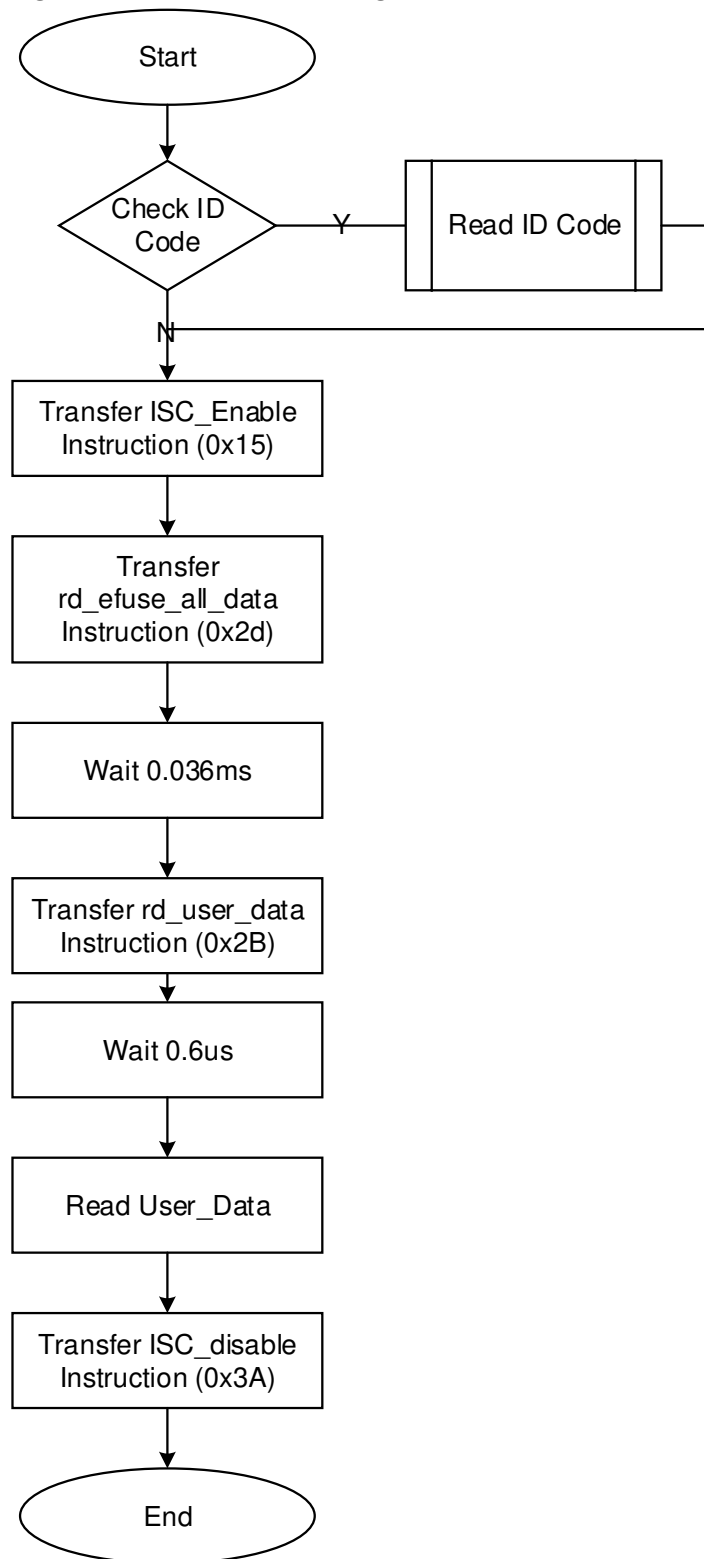 Start
Check ID
Code
Y
Read ID Code
N
Transfer ISC_Enable
Instruction (0x15)
Transfer
rd_efuse_all_data
Instruction (0x2d)
Wait 0.036ms
Transfer rd_user_data
Instruction (0x2B)
Wait 0.6us
Read User_Data
Transfer ISC_disable
Instruction (0x3A)
End